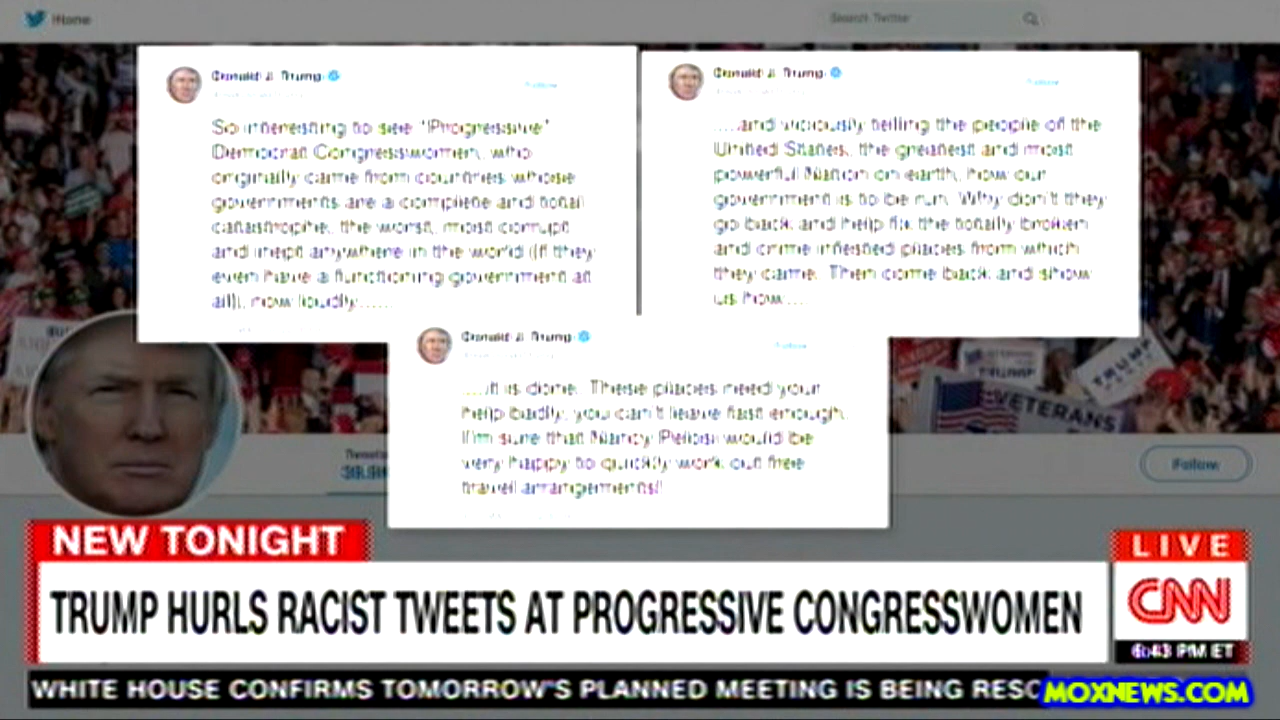 Home
Search Twitter
Donald J. Trump
Follow
So interesting to see "Progressive"
Democrat Congresswomen, who
originally came from countries whose
governments are a complete and total
catastrophe, the worst, most corrupt
and inept anywhere in the world (if they
even have a functioning government at
all), now loudly......
Donald J. Trump
Follow
....and viciously telling the people of the
United States, the greatest and most
powerful Nation on earth, how our
government is to be run. Why don't they
go back and help fix the totally broken
and crime infested places from which
they came. Then come back and show
us how....
Donald J. Trump
Follow
....it is done. These places need your
help badly, you can't leave fast enough.
I'm sure that Nancy Pelosi would be
very happy to quickly work out free
travel arrangements!
TRUMP
TRUMP
VETERANS
Tweets
Follow
NEW TONIGHT
TRUMP HURLS RACIST TWEETS AT PROGRESSIVE CONGRESSWOMEN
LIVE
CNN
6:43 PM ET
WHITE HOUSE CONFIRMS TOMORROW'S PLANNED MEETING IS BEING RESC
MOXNEWS.COM